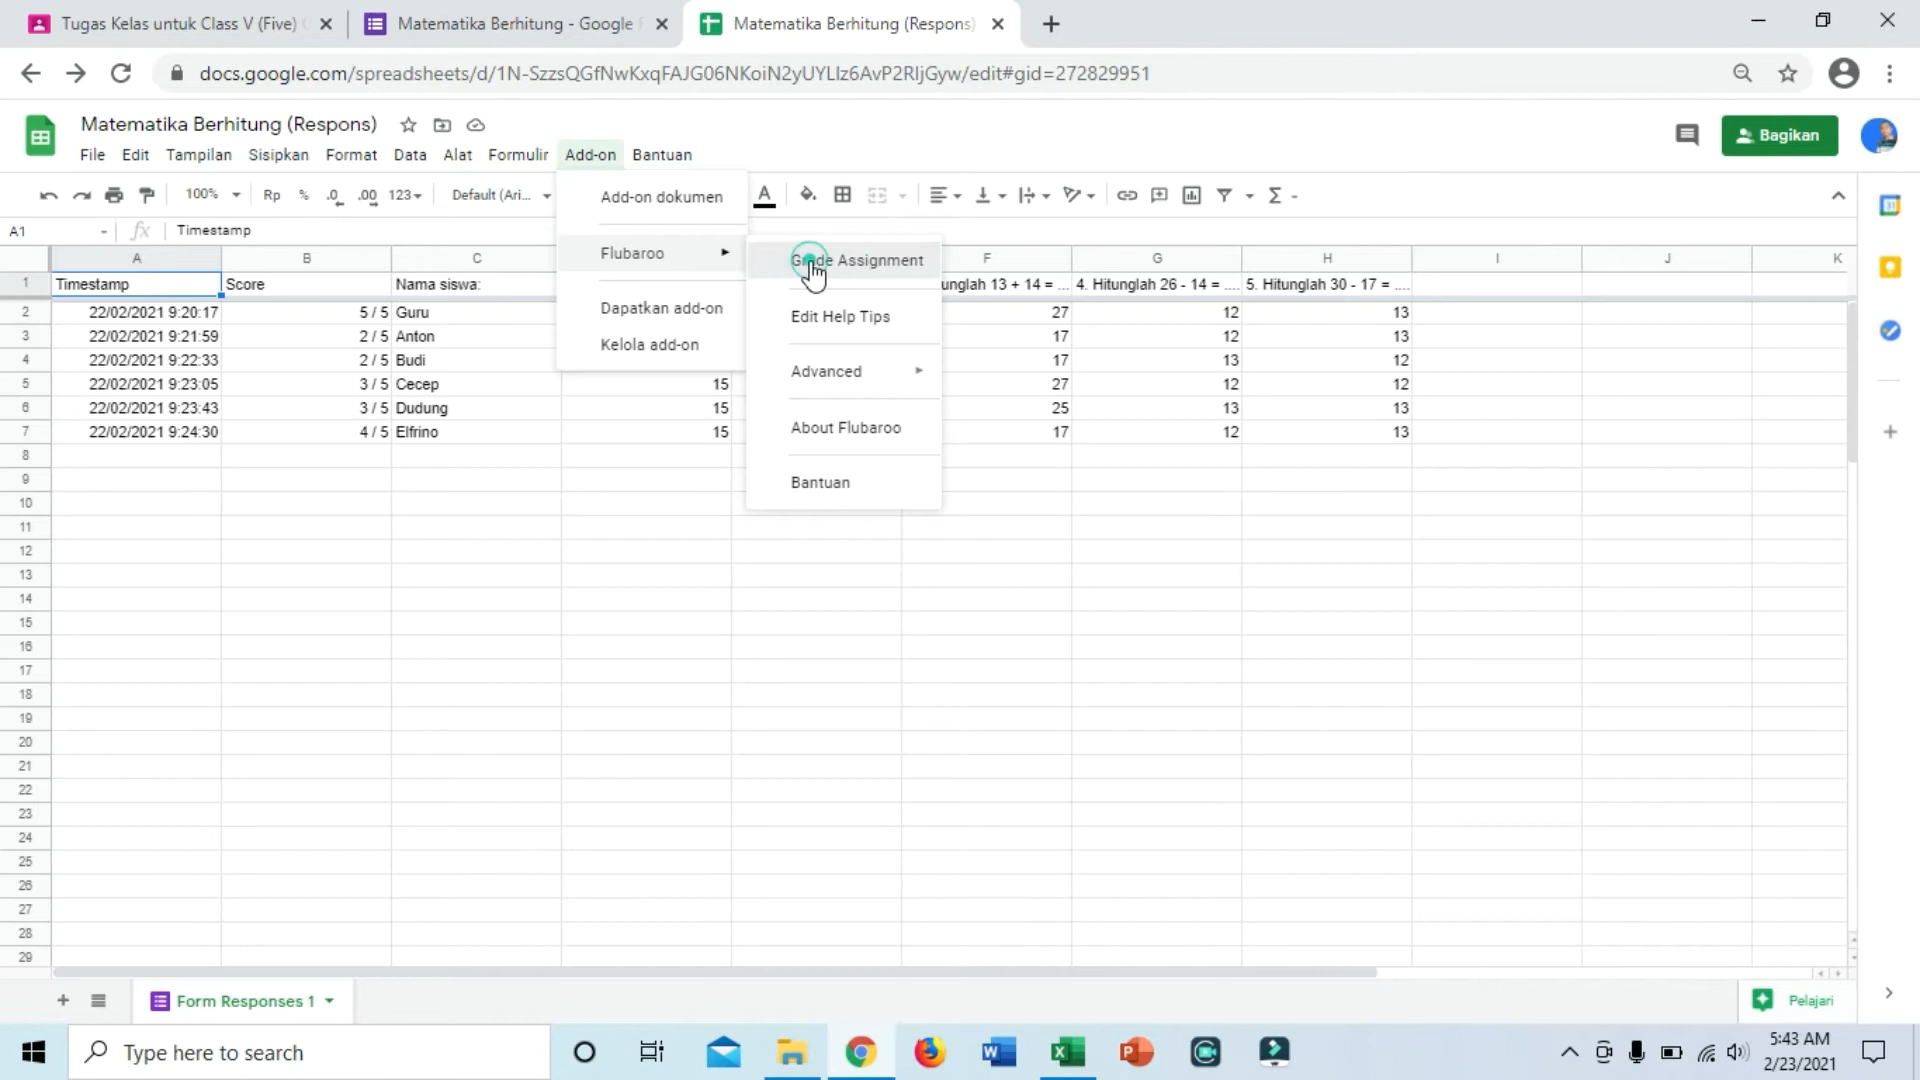 Tugas Kelas untuk Class V (Five)
Matematika Berhitung - Google
Matematika Berhitung (Respons)
docs.google.com/spreadsheets/d/1N-SzzsQGfNwKxqFAJG06NKoiN2yUYLIz6AvP2RIjGyw/edit#gid=272829951
Matematika Berhitung (Respons)
Bagikan
File Edit Tampilan Sisipkan Format Data Alat Formulir Add-on Bantuan
100% Rp % .0 .00 123 Default (Ari... A Σ
Add-on dokumen
Flubaroo
Dapatkan add-on
Kelola add-on
Grade Assignment
Edit Help Tips
Advanced
About Flubaroo
Bantuan
A1 fx Timestamp
A B C F G H I J K
1 Timestamp Score Nama siswa: unglah 13 + 14 = ... 4. Hitunglah 26 - 14 = .... 5. Hitunglah 30 - 17 = ....
2 22/02/2021 9:20:17 5 / 5 Guru 27 12 13
3 22/02/2021 9:21:59 2 / 5 Anton 17 12 13
4 22/02/2021 9:22:33 2 / 5 Budi 17 13 12
5 22/02/2021 9:23:05 3 / 5 Cecep 15 27 12 12
6 22/02/2021 9:23:43 3 / 5 Dudung 15 25 13 13
7 22/02/2021 9:24:30 4 / 5 Elfrino 15 17 12 13
8
9
10
11
12
13
14
15
16
17
18
19
20
21
22
23
24
25
26
27
28
29
Form Responses 1
Pelajari
Type here to search
5:43 AM
2/23/2021